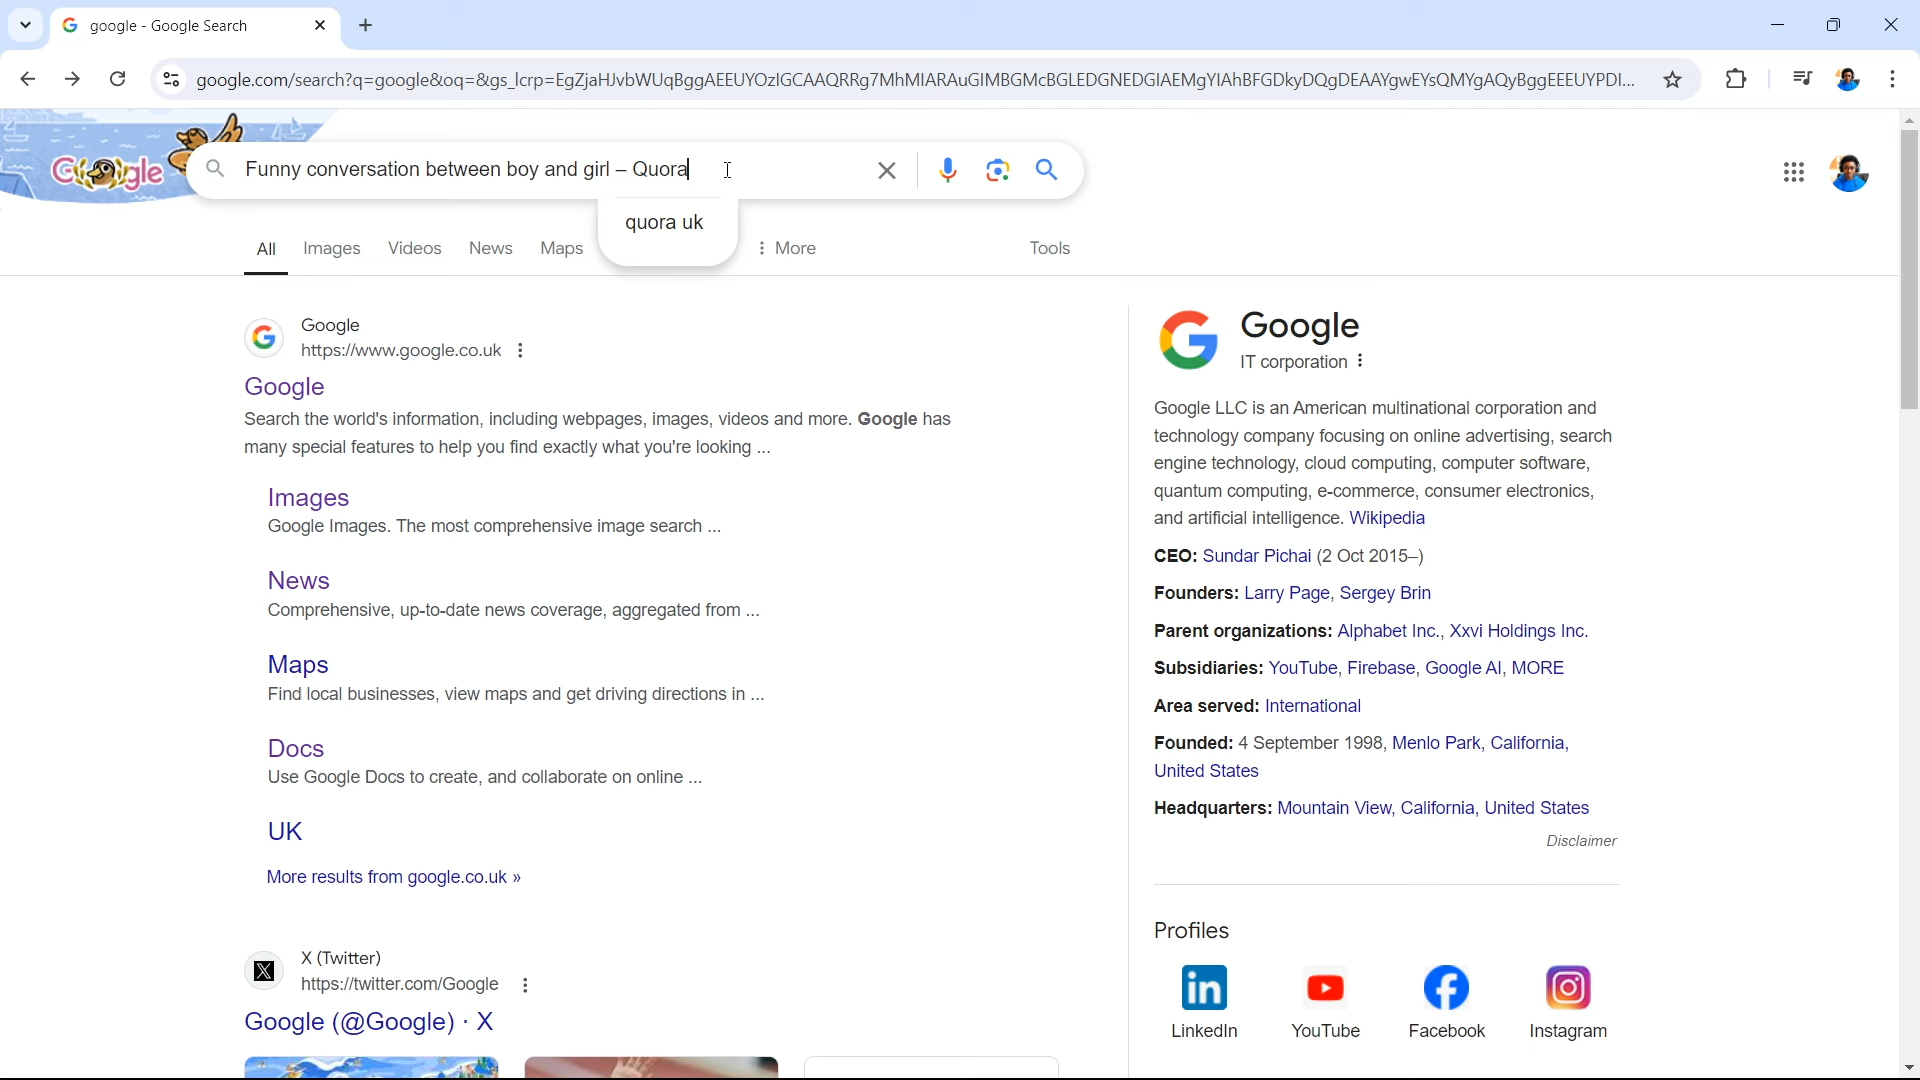 google - Google Search
google.com/search?q=google&oq=&gs_lcrp=EgZjaHJvbWUqBggAEEUYOzIGCAAQRRg7MhMIARAuGIMBGMcBGLEDGNEDGIAEMgYIAhBFGDkyDQgDEAAYgwEYsQMYgAQyBggEEEUYPDI...
Google
Funny conversation between boy and girl – Quora
quora uk
All Images Videos News Maps More Tools
Google
https://www.google.co.uk
Google
Search the world's information, including webpages, images, videos and more. Google has
many special features to help you find exactly what you're looking ...
Images
Google Images. The most comprehensive image search ...
News
Comprehensive, up-to-date news coverage, aggregated from ...
Maps
Find local businesses, view maps and get driving directions in ...
Docs
Use Google Docs to create, and collaborate on online ...
UK
More results from google.co.uk »
X (Twitter)
https://twitter.com/Google
Google (@Google) · X
Google
IT corporation
Google LLC is an American multinational corporation and
technology company focusing on online advertising, search
engine technology, cloud computing, computer software,
quantum computing, e-commerce, consumer electronics,
and artificial intelligence. Wikipedia
CEO: Sundar Pichai (2 Oct 2015–)
Founders: Larry Page, Sergey Brin
Parent organizations: Alphabet Inc., Xxvi Holdings Inc.
Subsidiaries: YouTube, Firebase, Google AI, MORE
Area served: International
Founded: 4 September 1998, Menlo Park, California,
United States
Headquarters: Mountain View, California, United States
Disclaimer
Profiles
LinkedIn YouTube Facebook Instagram